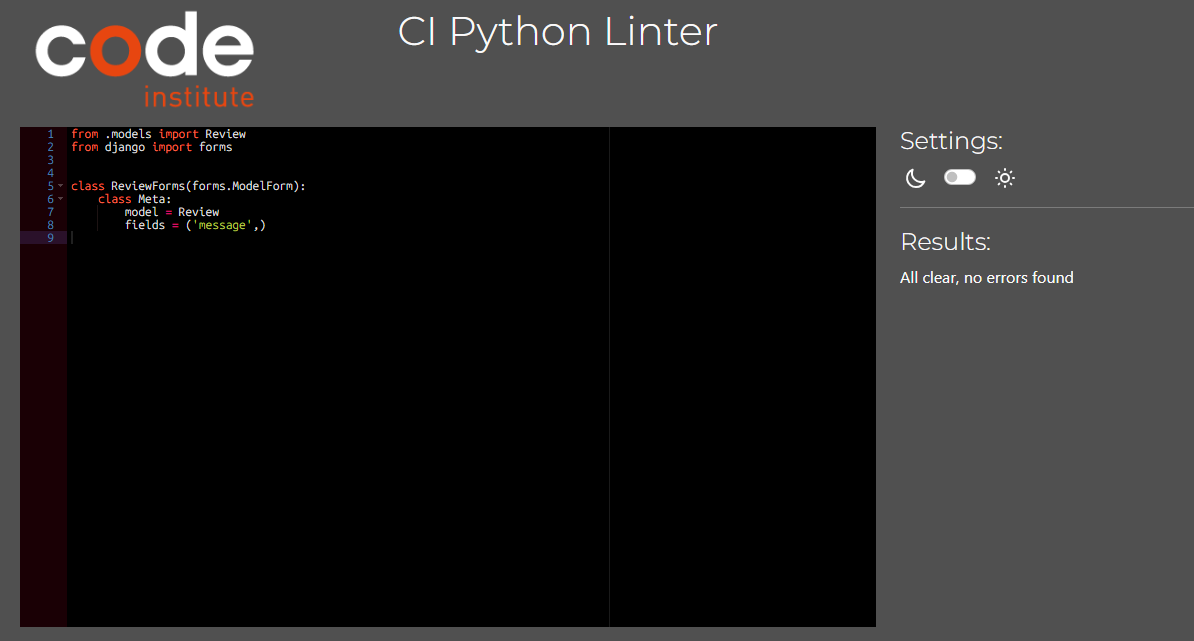 code
institute
CI Python Linter
1 from .models import Review
2 from django import forms
3
4
5 class ReviewForms(forms.ModelForm):
6     class Meta:
7         model = Review
8         fields = ('message',)
9
Settings:
Results:
All clear, no errors found